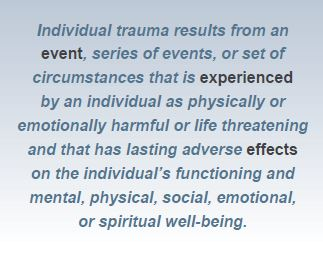 Individual trauma results from an
event, series of events, or set of
circumstances that is experienced
by an individual as physically or
emotionally harmful or life threatening
and that has lasting adverse effects
on the individual’s functioning and
mental, physical, social, emotional,
or spiritual well-being.